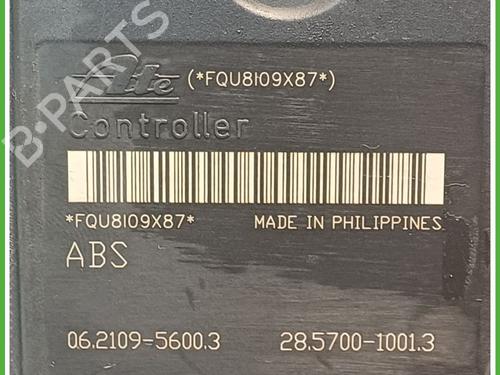 Ate (*FQU8109X87*)
Controller
*FQU8109X87* MADE IN PHILIPPINES
ABS
06.2109-5600.3 28.5700-1001.3
B-PARTS